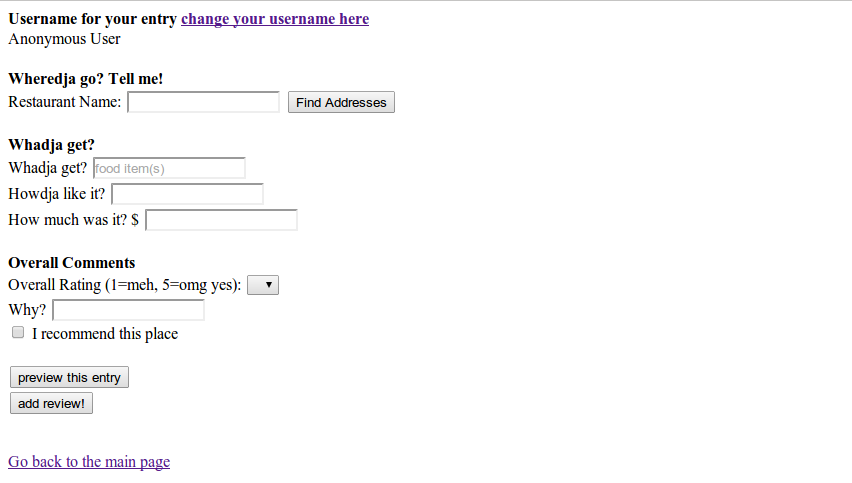 Username for your entry change your username here
Anonymous User
Wheredja go? Tell me!
Restaurant Name: Find Addresses
Whadja get?
Whadja get? food item(s)
Howdja like it?
How much was it? $
Overall Comments
Overall Rating (1=meh, 5=omg yes):
Why?
I recommend this place
preview this entry
add review!
Go back to the main page